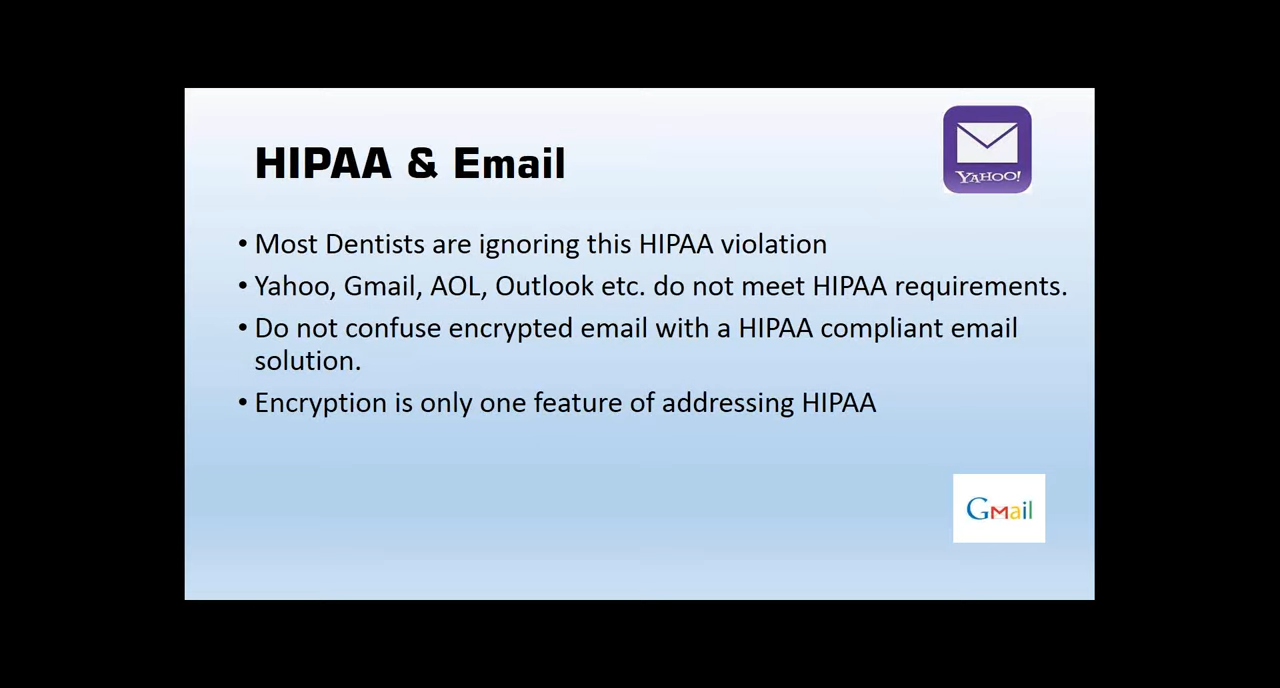 YAHOO!
HIPAA & Email
• Most Dentists are ignoring this HIPAA violation
• Yahoo, Gmail, AOL, Outlook etc. do not meet HIPAA requirements.
• Do not confuse encrypted email with a HIPAA compliant email
solution.
• Encryption is only one feature of addressing HIPAA
Gmail